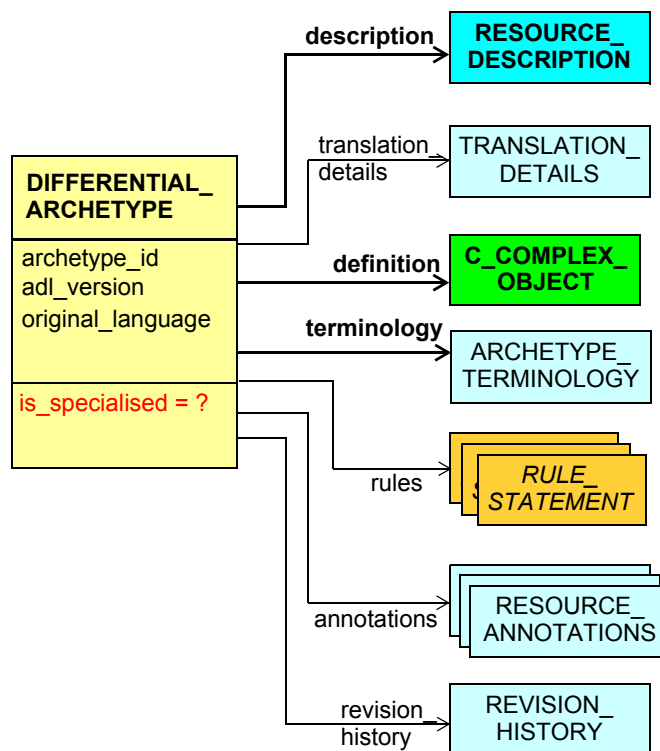 description
RESOURCE_
DESCRIPTION
translation_
details
TRANSLATION_
DETAILS
DIFFERENTIAL_
ARCHETYPE
archetype_id
adl_version
original_language
is_specialised = ?
definition
C_COMPLEX_
OBJECT
terminology
ARCHETYPE_
TERMINOLOGY
rules
RULE_
STATEMENT
annotations
RESOURCE_
ANNOTATIONS
revision_
history
REVISION_
HISTORY